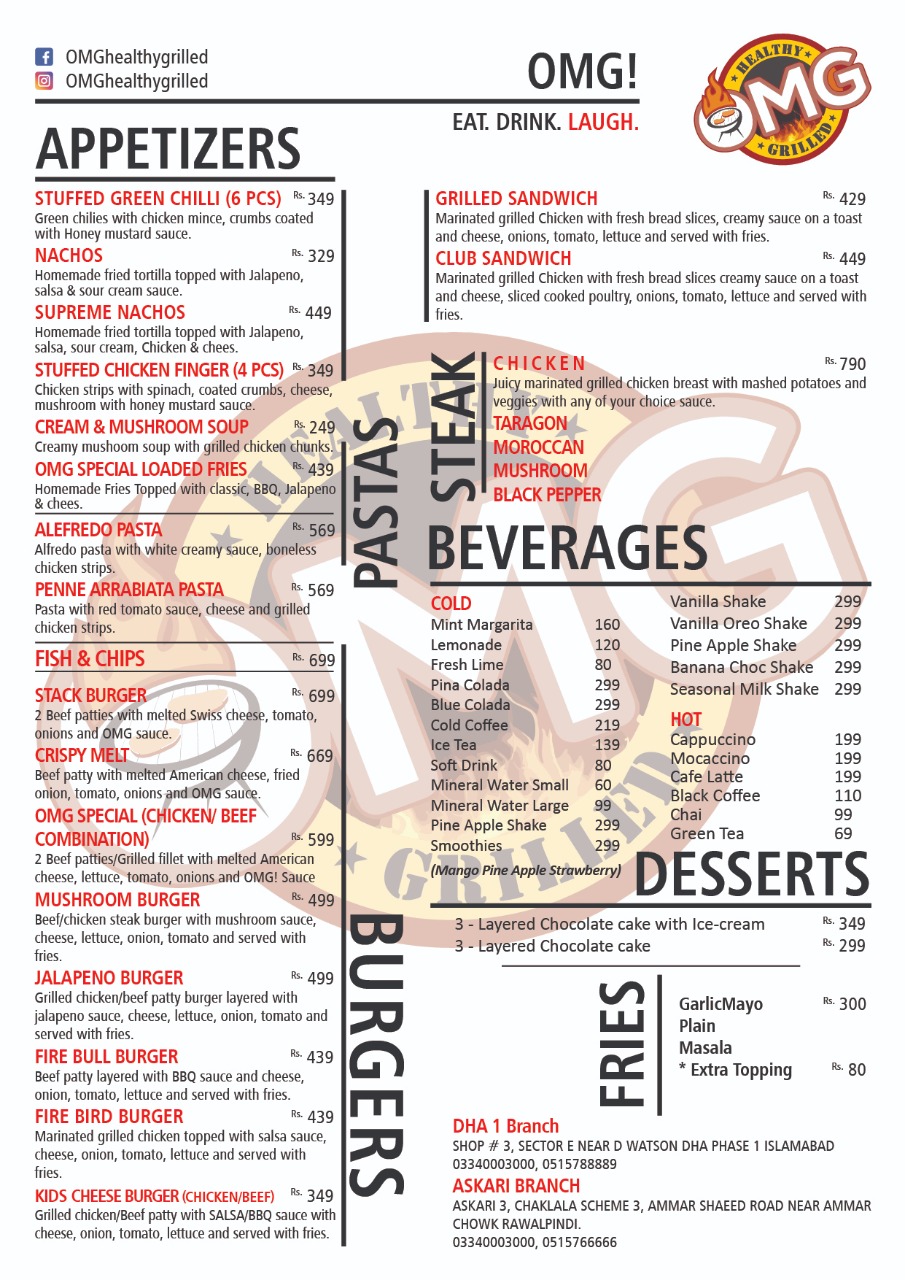 OMGhealthygrilled
OMGhealthygrilled
OMG!
EAT. DRINK. LAUGH.
HEALTHY
OMG
GRILLED
APPETIZERS
STUFFED GREEN CHILLI (6 PCS) Rs. 349
Green chilies with chicken mince, crumbs coated
with Honey mustard sauce.
NACHOS Rs. 329
Homemade fried tortilla topped with Jalapeno,
salsa & sour cream sauce.
SUPREME NACHOS Rs. 449
Homemade fried tortilla topped with Jalapeno,
salsa, sour cream, Chicken & chees.
STUFFED CHICKEN FINGER (4 PCS) Rs. 349
Chicken strips with spinach, coated crumbs, cheese,
mushroom with honey mustard sauce.
CREAM & MUSHROOM SOUP Rs. 249
Creamy mushoom soup with grilled chicken chunks.
OMG SPECIAL LOADED FRIES Rs. 439
Homemade Fries Topped with classic, BBQ, Jalapeno
& chees.
PASTAS
ALEFREDO PASTA Rs. 569
Alfredo pasta with white creamy sauce, boneless
chicken strips.
PENNE ARRABIATA PASTA Rs. 569
Pasta with red tomato sauce, cheese and grilled
chicken strips.
FISH & CHIPS Rs. 699
BURGERS
STACK BURGER Rs. 699
2 Beef patties with melted Swiss cheese, tomato,
onions and OMG sauce.
CRISPY MELT Rs. 669
Beef patty with melted American cheese, fried
onion, tomato, onions and OMG sauce.
OMG SPECIAL (CHICKEN/ BEEF
COMBINATION) Rs. 599
2 Beef patties/Grilled fillet with melted American
cheese, lettuce, tomato, onions and OMG! Sauce
MUSHROOM BURGER Rs. 499
Beef/chicken steak burger with mushroom sauce,
cheese, lettuce, onion, tomato and served with
fries.
JALAPENO BURGER Rs. 499
Grilled chicken/beef patty burger layered with
jalapeno sauce, cheese, lettuce, onion, tomato and
served with fries.
FIRE BULL BURGER Rs. 439
Beef patty layered with BBQ sauce and cheese,
onion, tomato, lettuce and served with fries.
FIRE BIRD BURGER Rs. 439
Marinated grilled chicken topped with salsa sauce,
cheese, onion, tomato, lettuce and served with
fries.
KIDS CHEESE BURGER (CHICKEN/BEEF) Rs. 349
Grilled chicken/Beef patty with SALSA/BBQ sauce with
cheese, onion, tomato, lettuce and served with fries.
GRILLED SANDWICH Rs. 429
Marinated grilled Chicken with fresh bread slices, creamy sauce on a toast
and cheese, onions, tomato, lettuce and served with fries.
CLUB SANDWICH Rs. 449
Marinated grilled Chicken with fresh bread slices creamy sauce on a toast
and cheese, sliced cooked poultry, onions, tomato, lettuce and served with
fries.
STEAK
CHICKEN Rs. 790
Juicy marinated grilled chicken breast with mashed potatoes and
veggies with any of your choice sauce.
TARAGON
MOROCCAN
MUSHROOM
BLACK PEPPER
BEVERAGES
COLD
Mint Margarita 160
Lemonade 120
Fresh Lime 80
Pina Colada 299
Blue Colada 299
Cold Coffee 219
Ice Tea 139
Soft Drink 80
Mineral Water Small 60
Mineral Water Large 99
Pine Apple Shake 299
Smoothies 299
(Mango Pine Apple Strawberry)
Vanilla Shake 299
Vanilla Oreo Shake 299
Pine Apple Shake 299
Banana Choc Shake 299
Seasonal Milk Shake 299
HOT
Cappuccino 199
Mocaccino 199
Cafe Latte 199
Black Coffee 110
Chai 99
Green Tea 69
DESSERTS
3 - Layered Chocolate cake with Ice-cream Rs. 349
3 - Layered Chocolate cake Rs. 299
FRIES
GarlicMayo Rs. 300
Plain
Masala
* Extra Topping Rs. 80
DHA 1 Branch
SHOP # 3, SECTOR E NEAR D WATSON DHA PHASE 1 ISLAMABAD
03340003000, 0515788889
ASKARI BRANCH
ASKARI 3, CHAKLALA SCHEME 3, AMMAR SHAEED ROAD NEAR AMMAR
CHOWK RAWALPINDI.
03340003000, 0515766666
HEALTHY
OMG
GRILLED